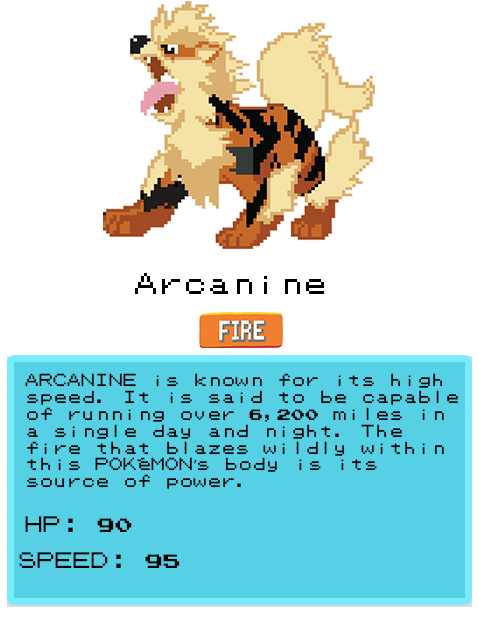 Arcanine
FIRE
ARCANINE is known for its high
speed. It is said to be capable
of running over 6,200 miles in
a single day and night. The
fire that blazes wildly within
this POKéMON's body is its
source of power.
HP: 90
SPEED: 95